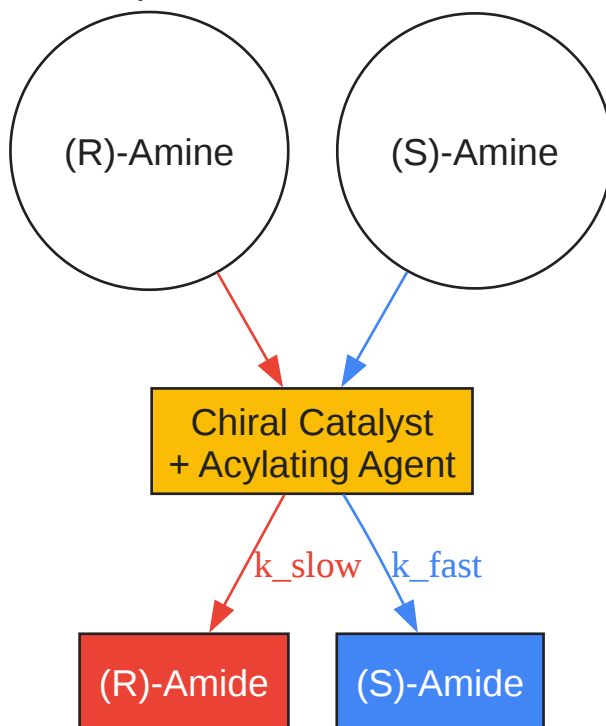 (R)-Amine
(S)-Amine
Chiral Catalyst
+ Acylating Agent
k_slow
k_fast
(R)-Amide
(S)-Amide